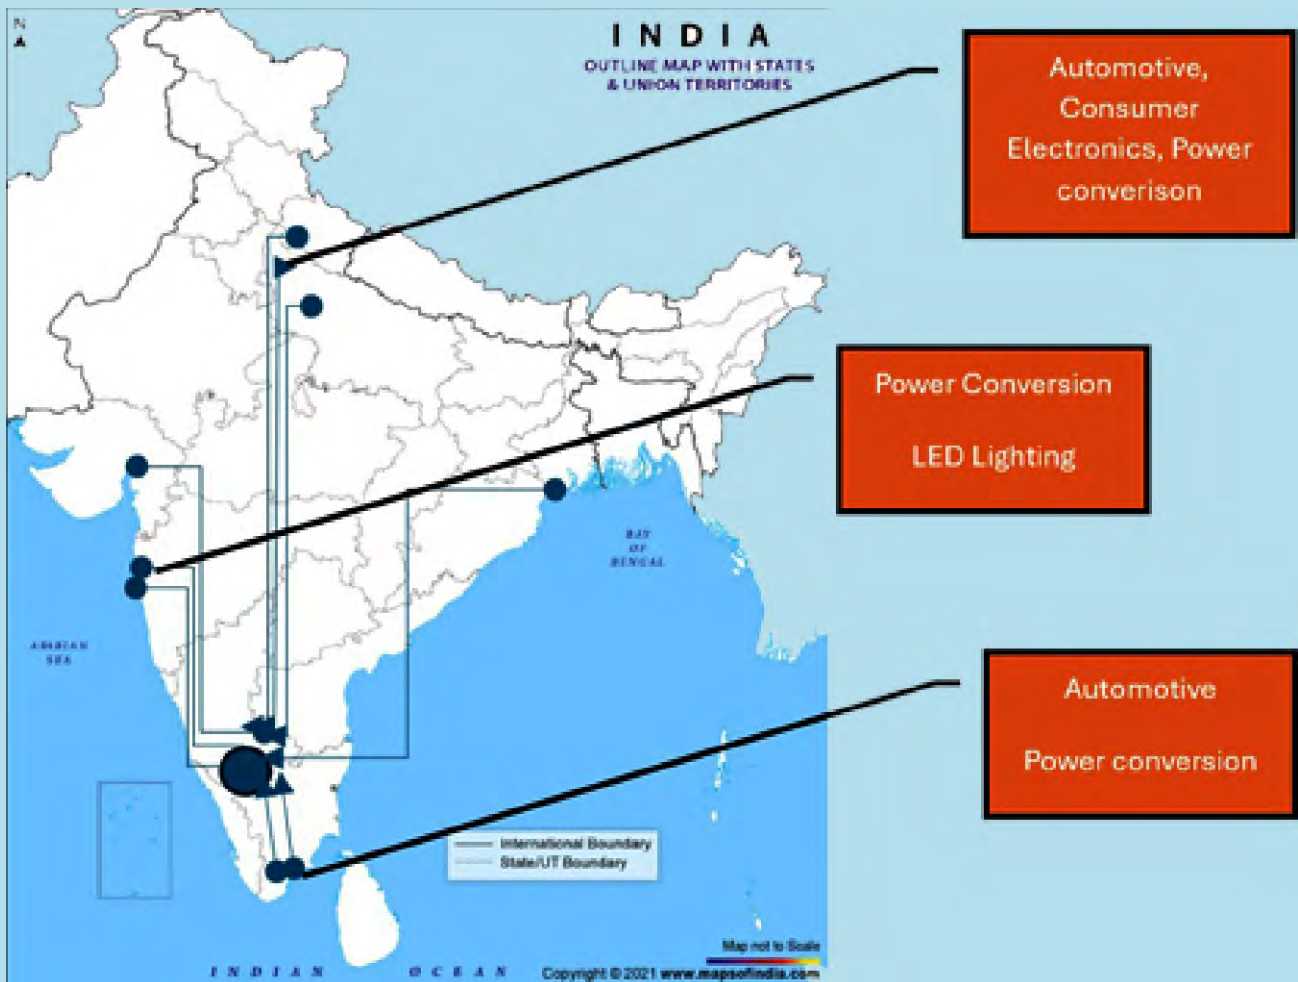 N
INDIA
OUTLINE MAP WITH STATES
& UNION TERRITORIES
Automotive,
Consumer
Electronics, Power
converison
Power Conversion
LED Lighting
BAY
OF
BENGAL
ARABIAN
SEA
Automotive
Power conversion
International Boundary
State/UT Boundary
Map not to Scale
INDIAN OCEAN
Copyright © 2021 www.mapsofindia.com